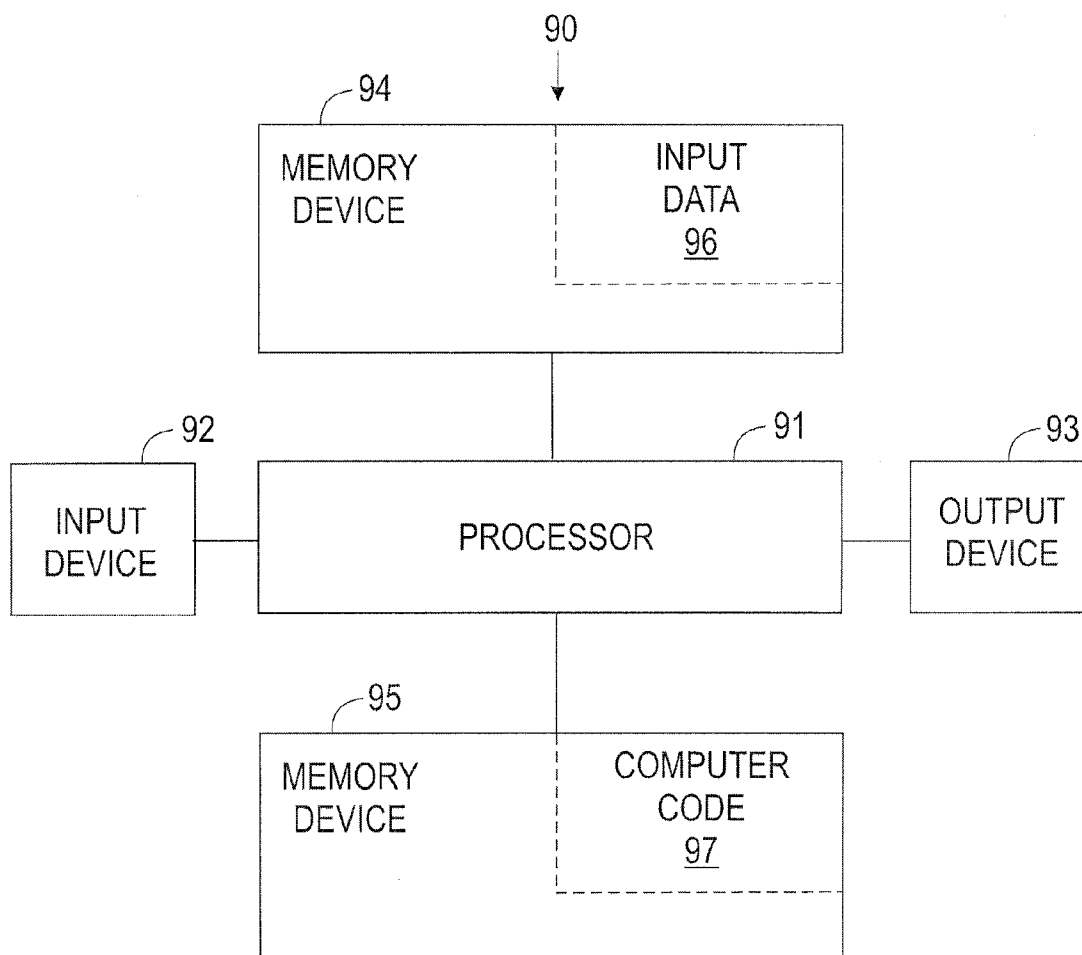 90
94
MEMORY
DEVICE
INPUT
DATA
96
92
91
93
INPUT
DEVICE
PROCESSOR
OUTPUT
DEVICE
95
MEMORY
DEVICE
COMPUTER
CODE
97